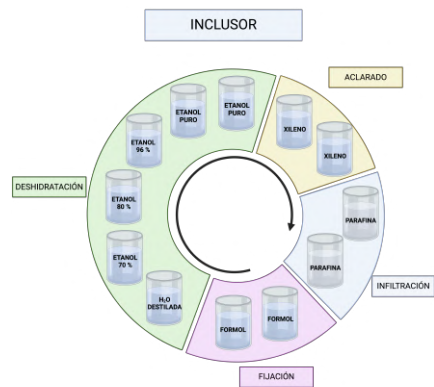 INCLUSOR
ACLARADO
ETANOL
PURO
ETANOL
PURO
XILENO
XILENO
ETANOL
96 %
DESHIDRATACIÓN
ETANOL
80 %
ETANOL
70 %
H₂O
DESTILADA
PARAFINA
PARAFINA
INFILTRACIÓN
FORMOL
FORMOL
FIJACIÓN